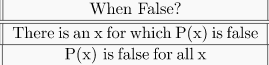 When False?
There is an x for which P(x) is false
P(x) is false for all x